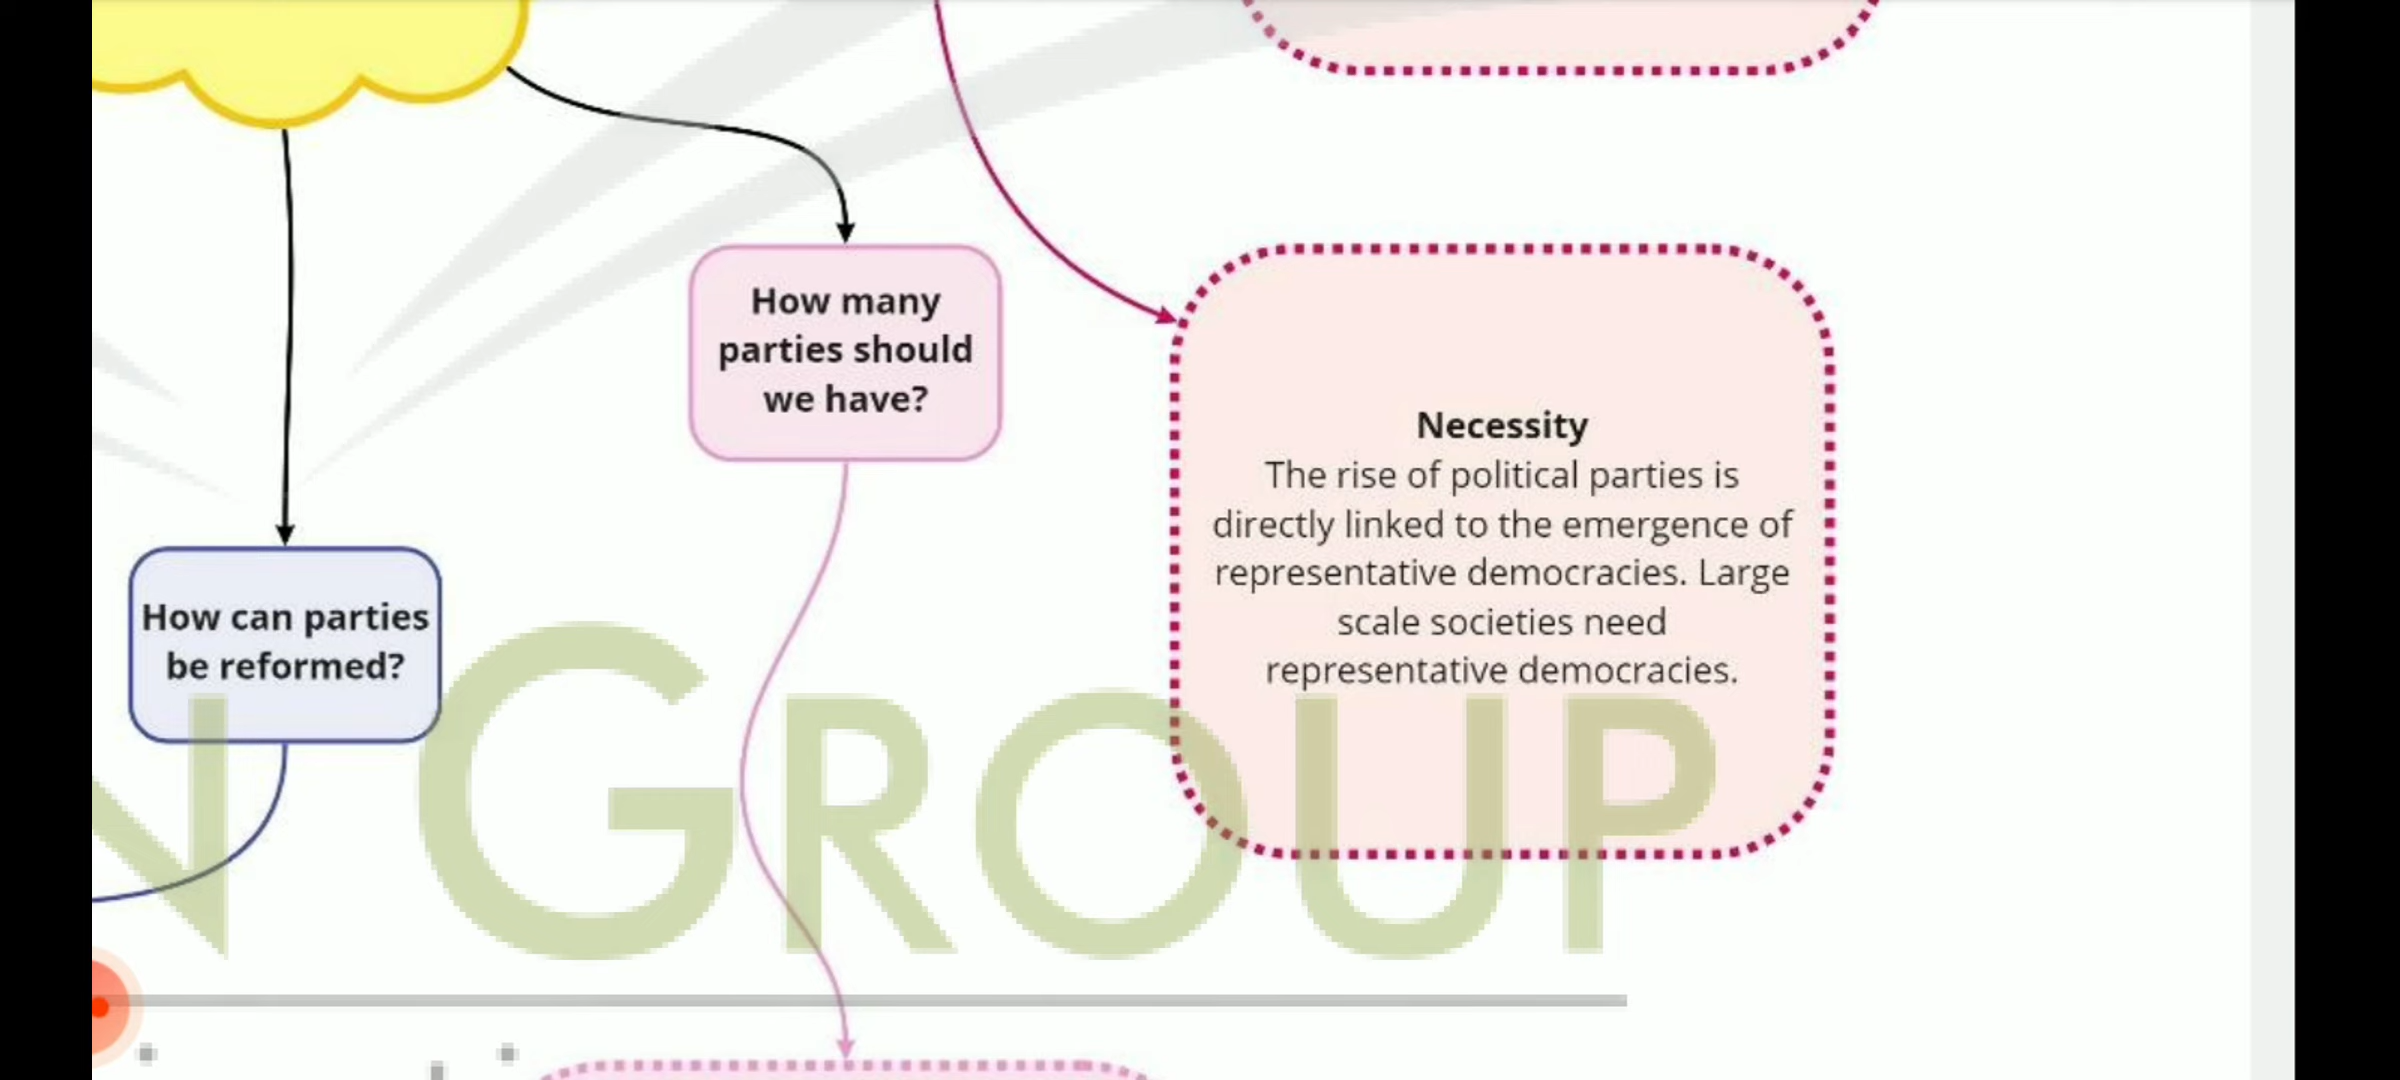 How many
parties should
we have?
Necessity
The rise of political parties is
directly linked to the emergence of
representative democracies. Large
scale societies need
representative democracies.
How can parties
be reformed?
GROUP